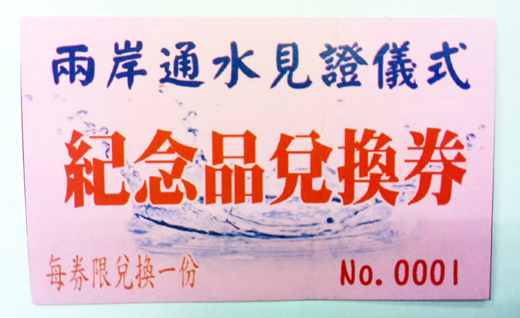 兩岸通水見證儀式
紀念品兌換券
每券限兌換一份 No. 0001